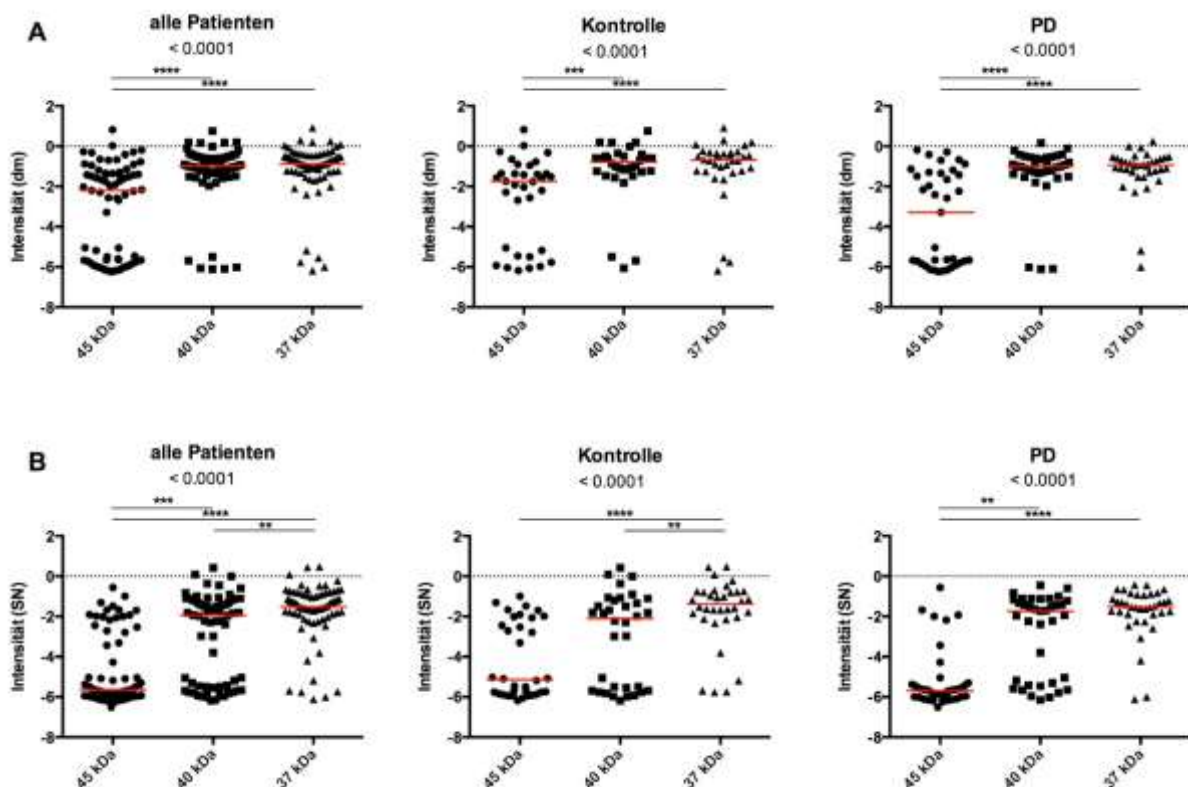 A
alle Patienten
< 0.0001
****
****
Intensität (dm)
2
0
-2
-4
-6
-8
45 kDa
40 kDa
37 kDa
Kontrolle
< 0.0001
***
****
Intensität (dm)
2
0
-2
-4
-6
-8
45 kDa
40 kDa
37 kDa
PD
< 0.0001
****
****
Intensität (dm)
2
0
-2
-4
-6
-8
45 kDa
40 kDa
37 kDa
B
alle Patienten
< 0.0001
***
****
**
Intensität (SN)
2
0
-2
-4
-6
-8
45 kDa
40 kDa
37 kDa
Kontrolle
< 0.0001
****
**
Intensität (SN)
2
0
-2
-4
-6
-8
45 kDa
40 kDa
37 kDa
PD
< 0.0001
**
****
Intensität (SN)
2
0
-2
-4
-6
-8
45 kDa
40 kDa
37 kDa